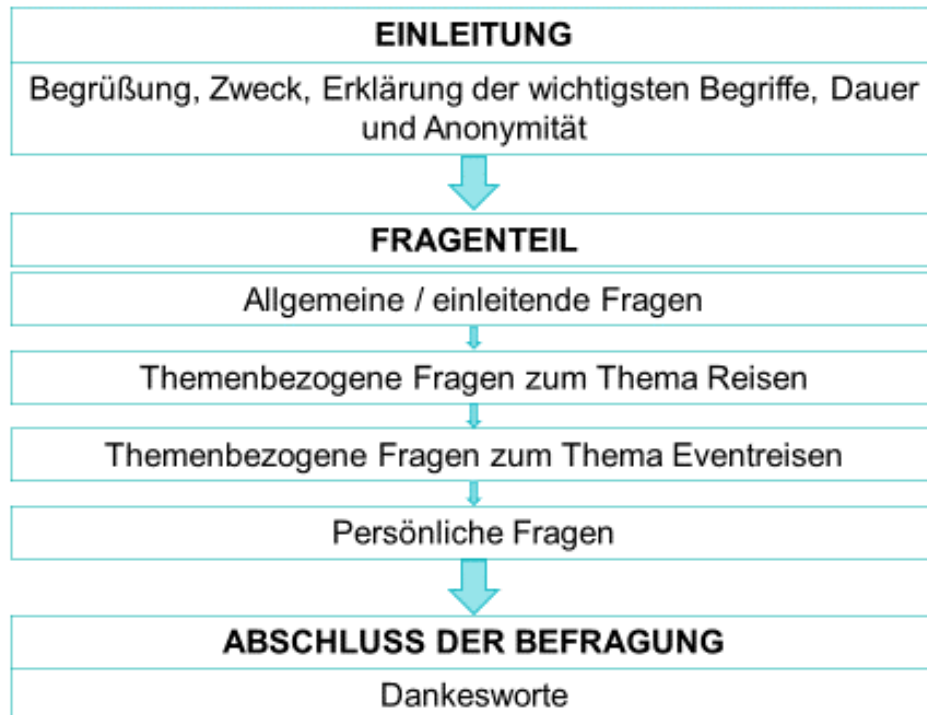 EINLEITUNG
Begrüßung, Zweck, Erklärung der wichtigsten Begriffe, Dauer
und Anonymität
FRAGENTEIL
Allgemeine / einleitende Fragen
Themenbezogene Fragen zum Thema Reisen
Themenbezogene Fragen zum Thema Eventreisen
Persönliche Fragen
ABSCHLUSS DER BEFRAGUNG
Dankesworte